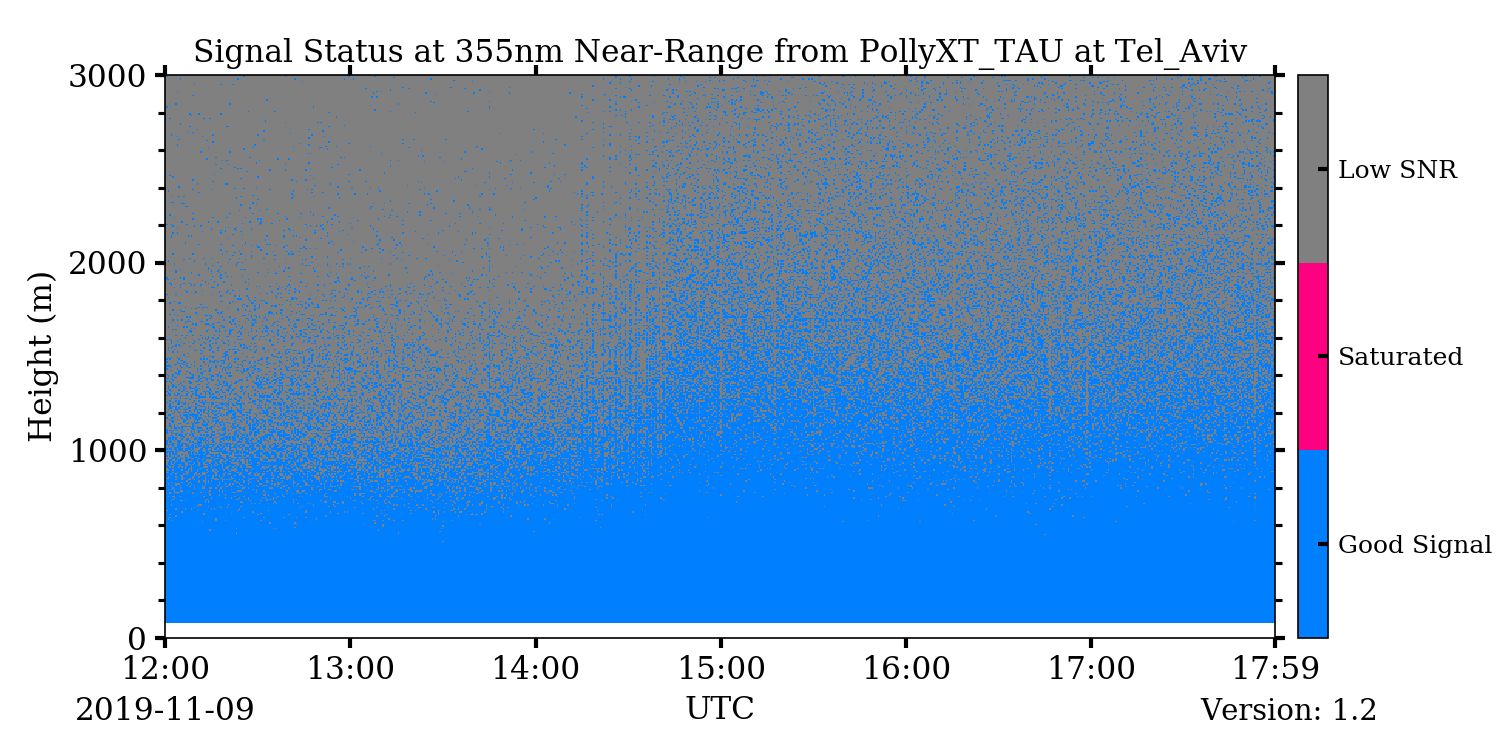 Signal Status at 355nm Near-Range from PollyXT_TAU at Tel_Aviv
3000
2000
1000
0
Height (m)
12:00
13:00
14:00
15:00
16:00
17:00
17:59
2019-11-09
UTC
Version: 1.2
Low SNR
Saturated
Good Signal